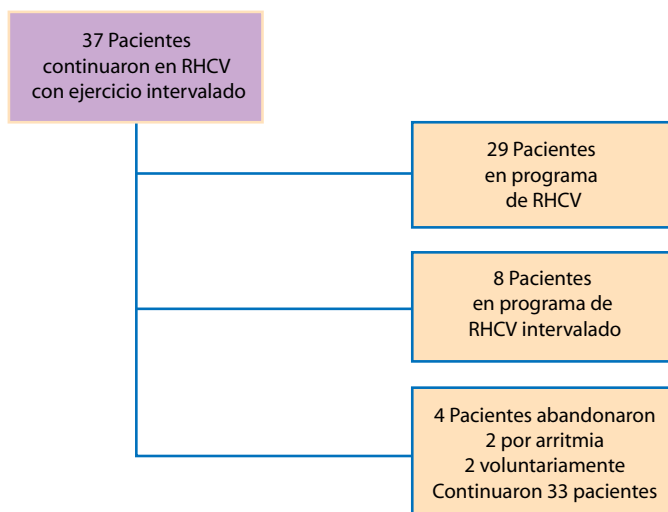 37 Pacientes
continuaron en RHCV
con ejercicio intervalado
29 Pacientes
en programa
de RHCV
8 Pacientes
en programa de
RHCV intervalado
4 Pacientes abandonaron
2 por arritmia
2 voluntariamente
Continuaron 33 pacientes